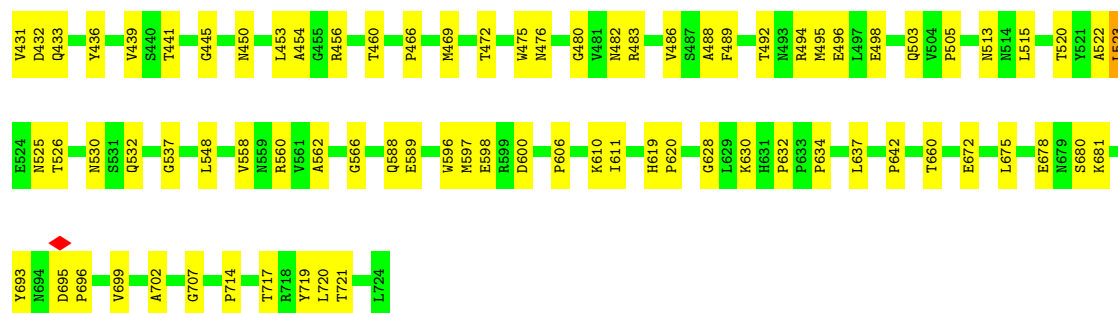 V431 D432 Q433 Y436 V439 S440 T441 G445 N450 L453 A454 G455 R456 T460 P466 M469 T472 W475 N476 G480 V481 N482 R483 V486 S487 A488 F489 T492 N493 R494 M495 E496 L497 E498 Q503 V504 P505 N513 N514 L515 T520 Y521 A522 L523
E524 N525 T526 N530 S531 Q532 G537 L548 V558 N559 R560 V561 A562 G566 Q588 E589 W596 M597 E598 R599 D600 P606 K610 I611 H619 P620 G628 L629 K630 H631 P632 P633 P634 L637 P642 T660 E672 L675 E678 N679 S680 K681
Y693 N694 D695 P696 V699 A702 G707 P714 T717 R718 Y719 L720 T721 L724